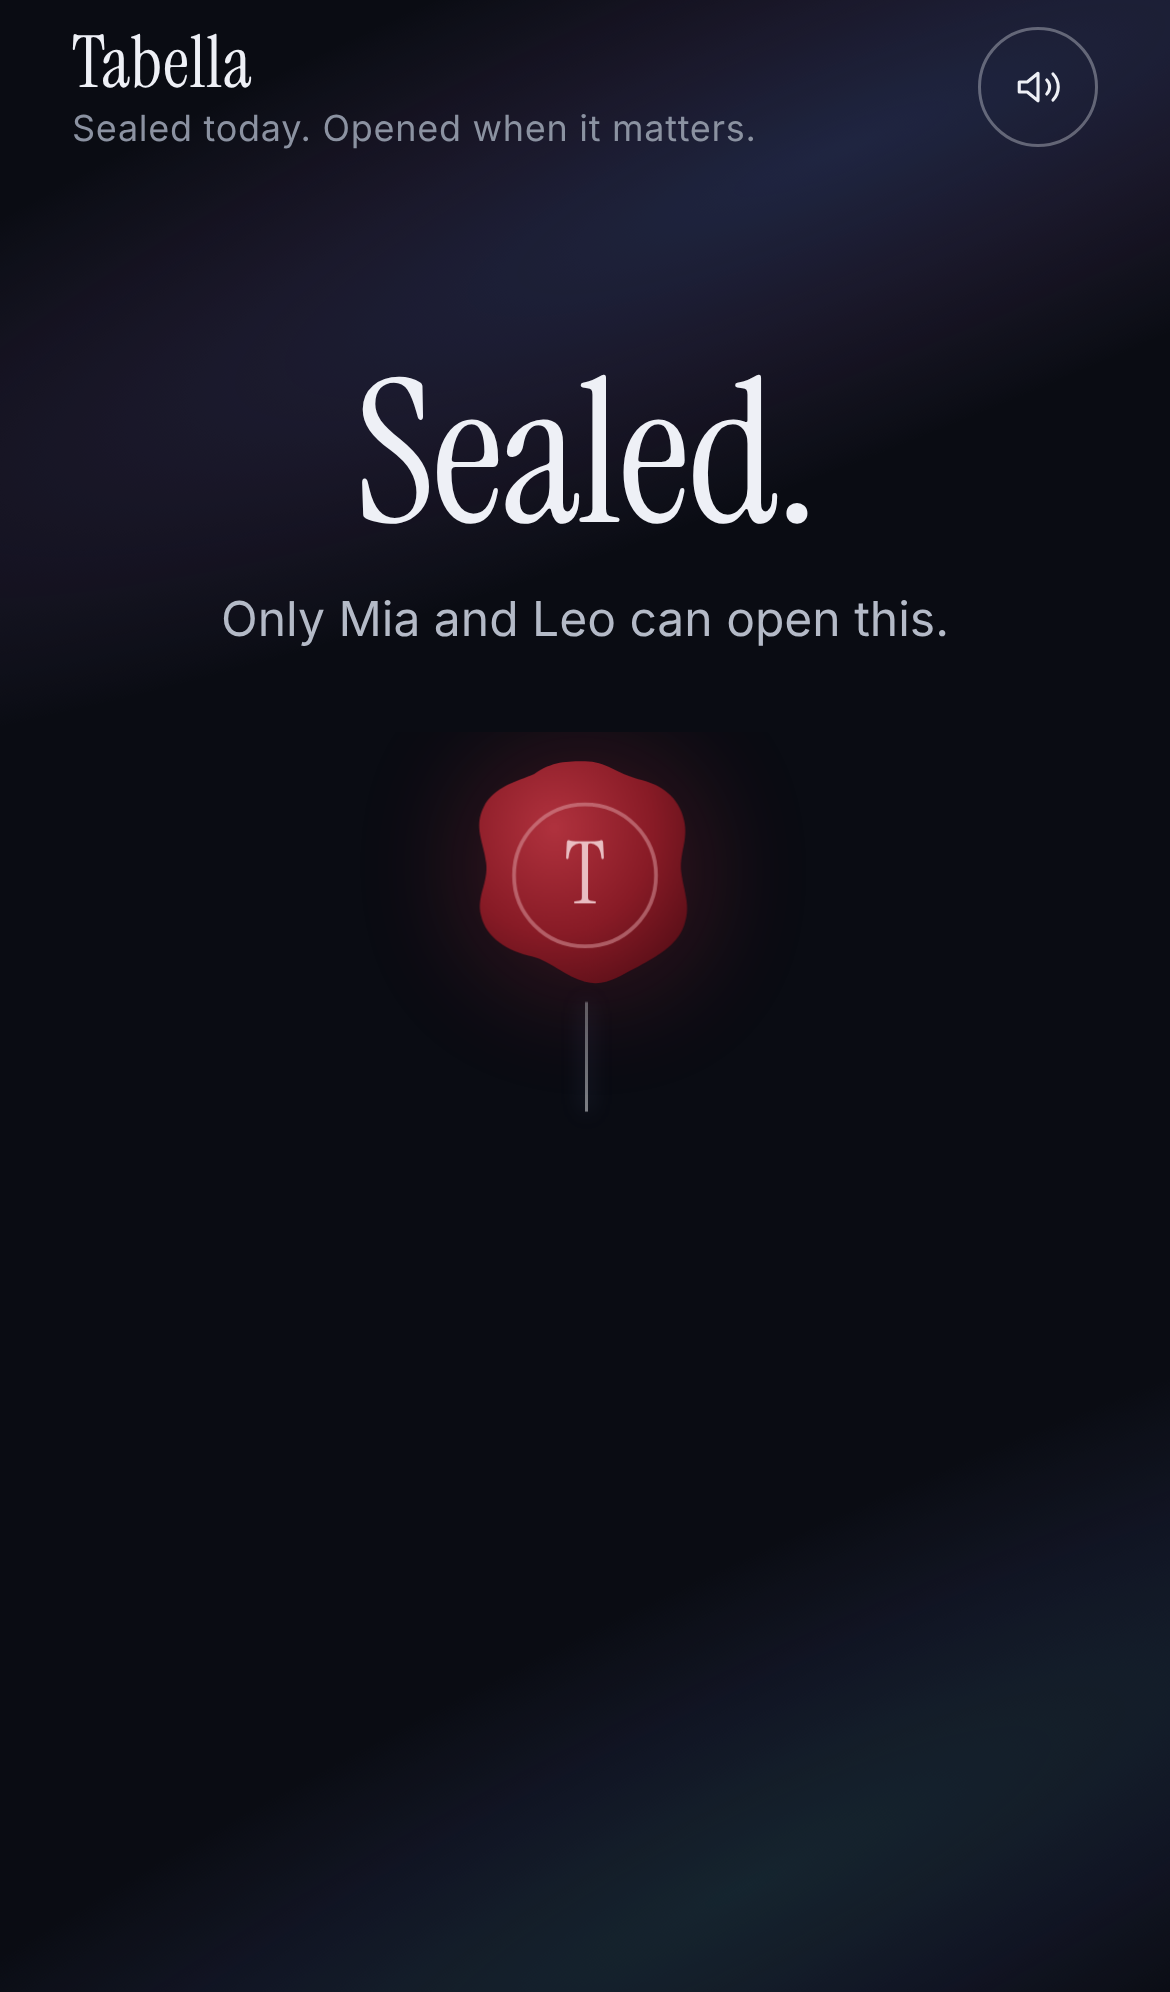 Tabella
Sealed today. Opened when it matters.
Sealed.
Only Mia and Leo can open this.
T